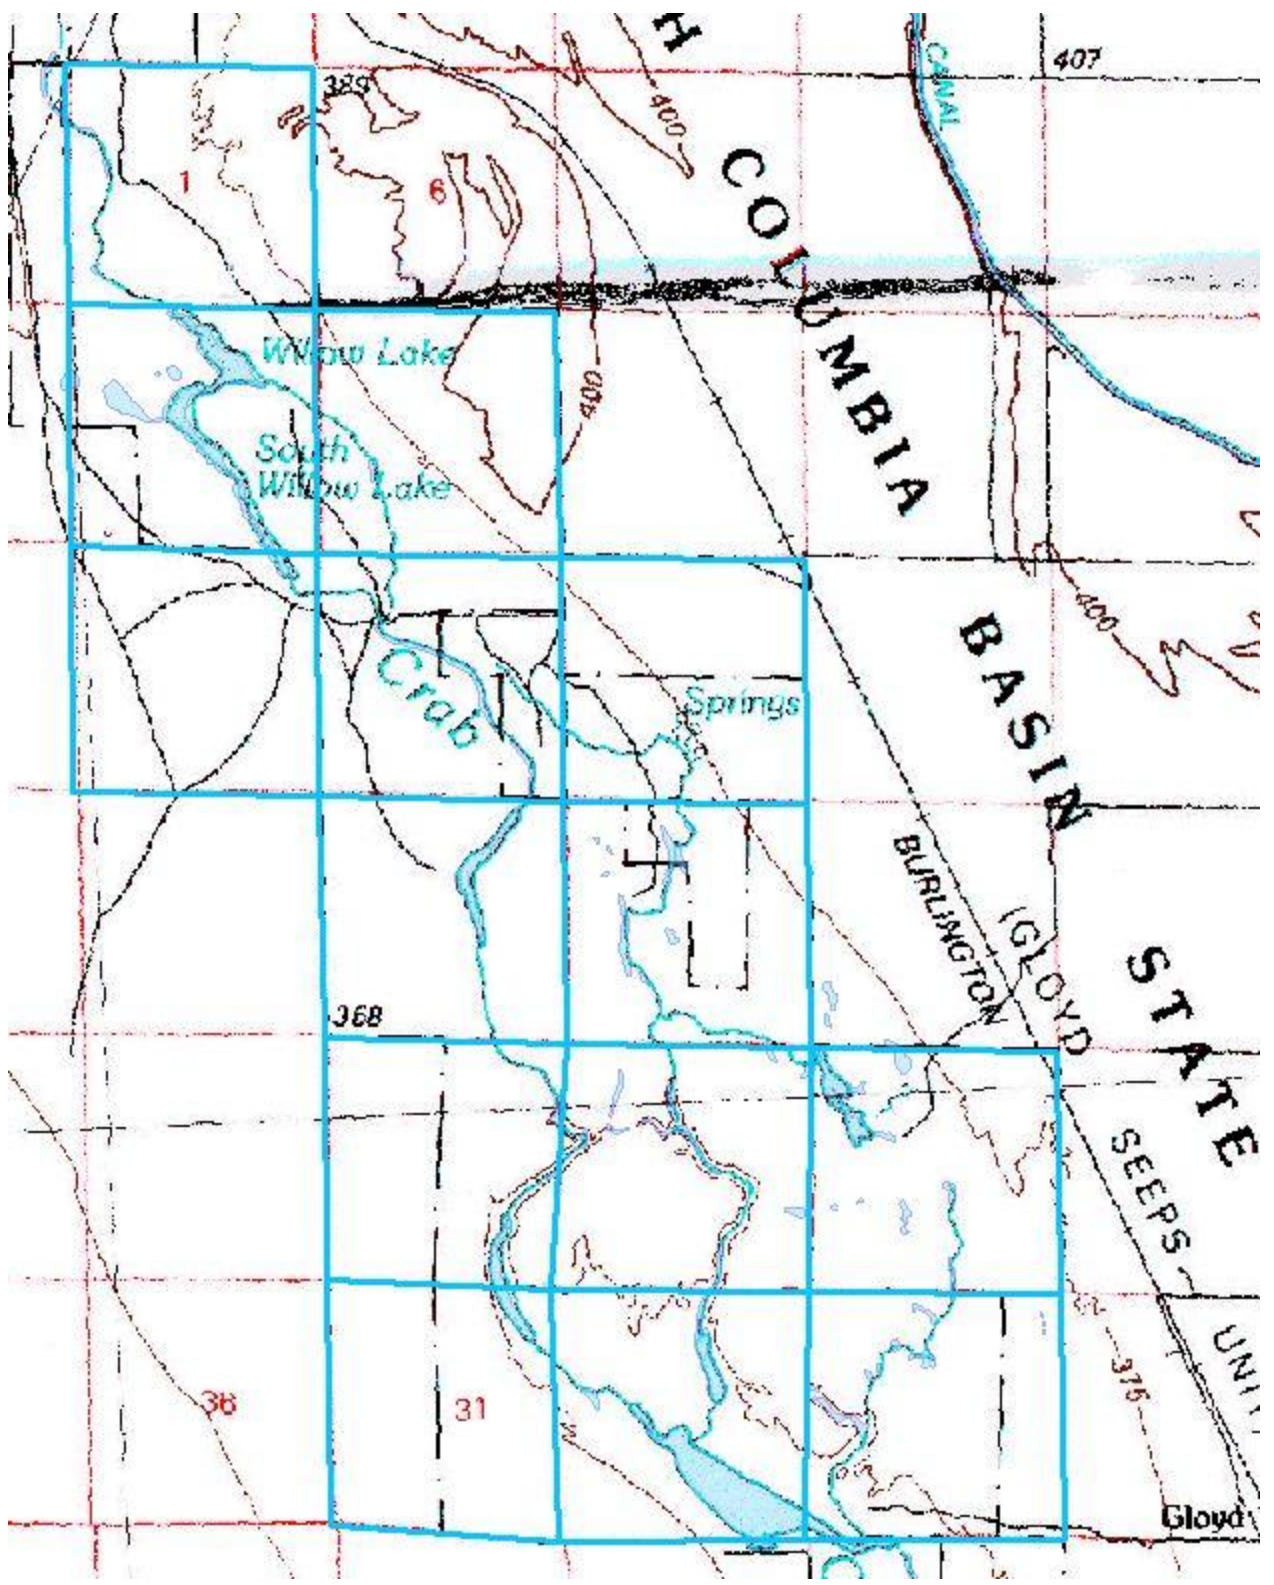 H
407
CANAL
389
400
COLUMBIA
1
6
Willow Lake
400
South
Willow Lake
400
BASIN
Crab
Springs
BURLINGTON
(GLOYD
STATE
368
SEEPS
UNIT
375
36
31
Gloyd
C